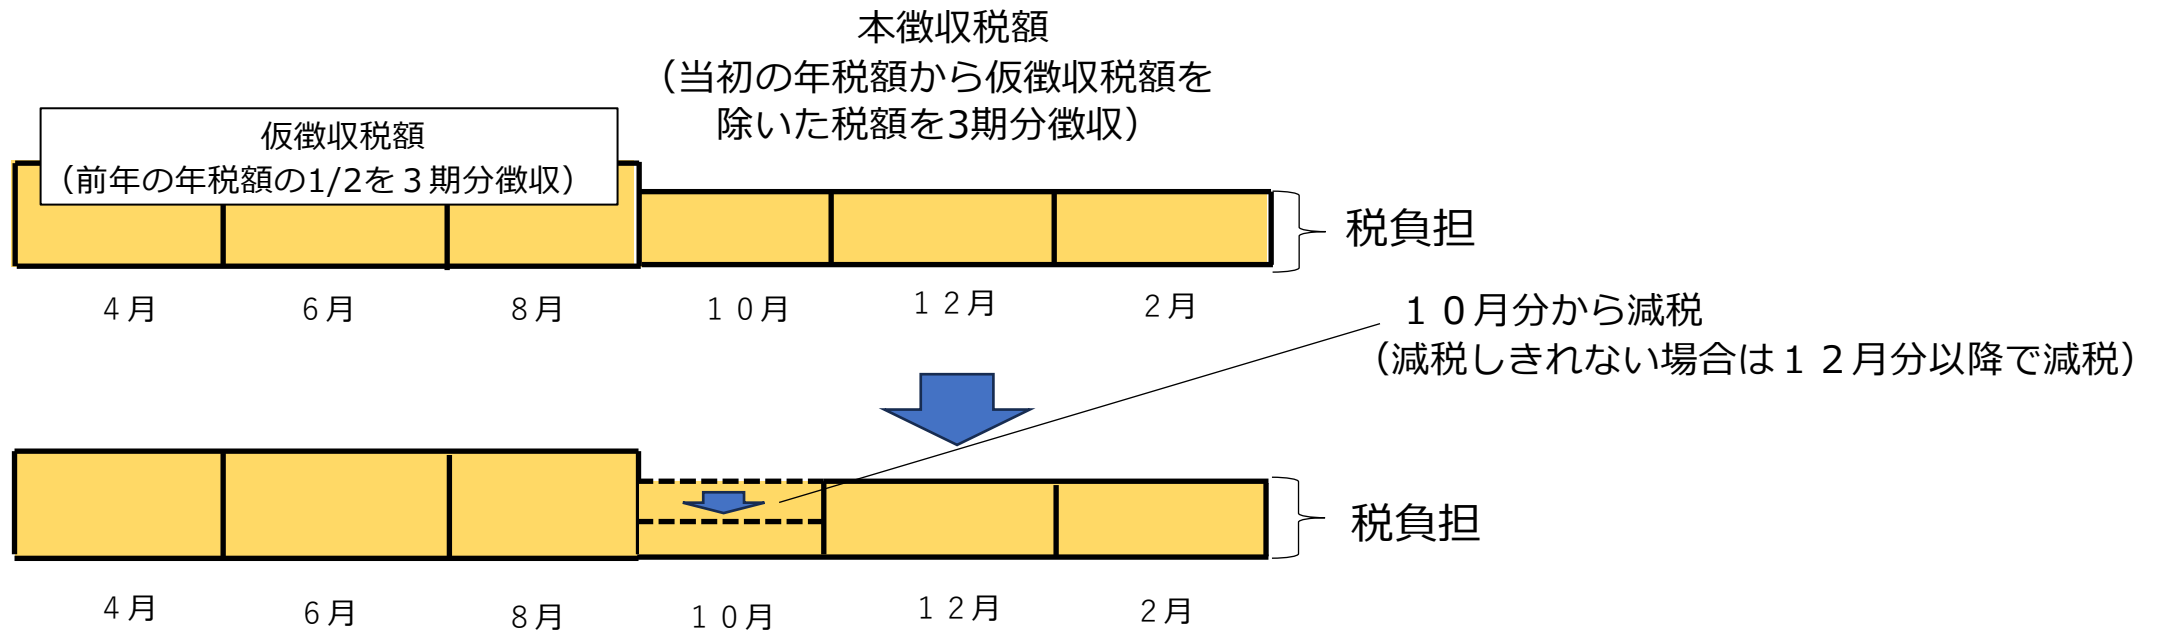 本徴収税額
（当初の年税額から仮徴収税額を
除いた税額を3期分徴収）
仮徴収税額
（前年の年税額の1/2を３期分徴収）
税負担
４月
６月
８月
１０月
１２月
２月
１０月分から減税
（減税しきれない場合は１２月分以降で減税）
税負担
４月
６月
８月
１０月
１２月
２月